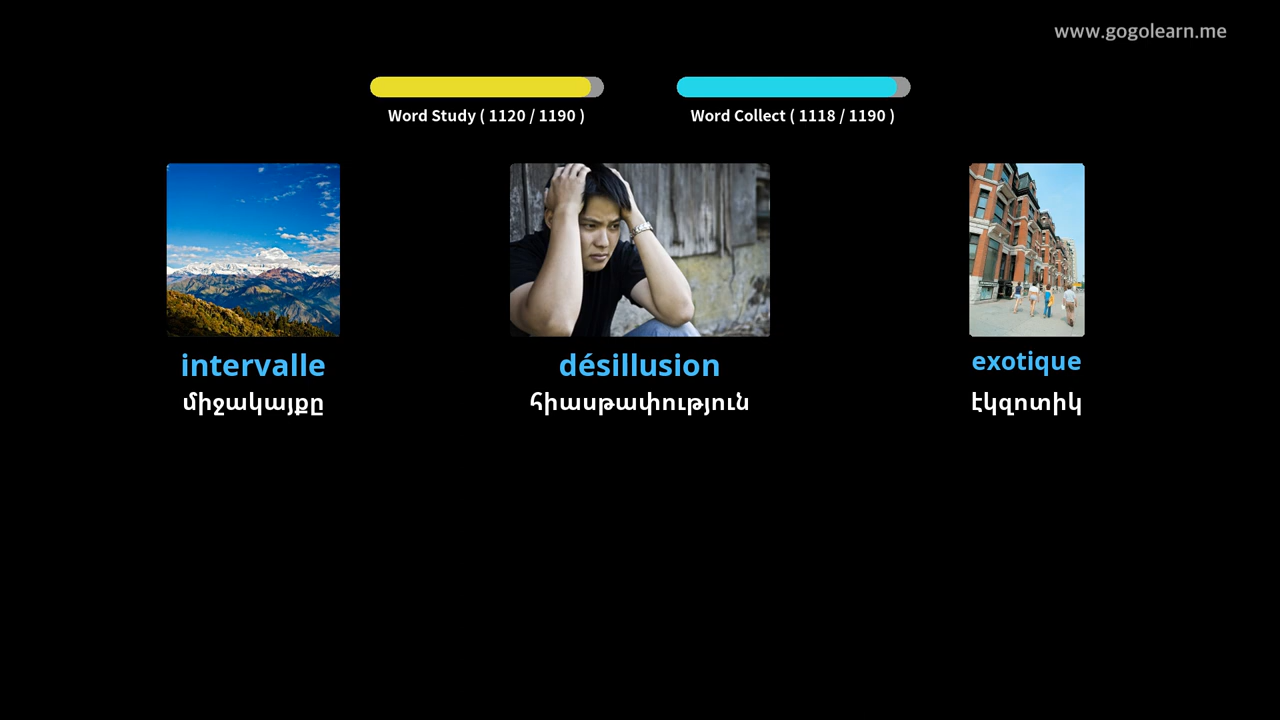 www.gogolearn.me
Word Study ( 1120 / 1190 )
Word Collect ( 1118 / 1190 )
intervalle
désillusion
exotique
միջակայքը
հիասթափություն
էկզոտիկ